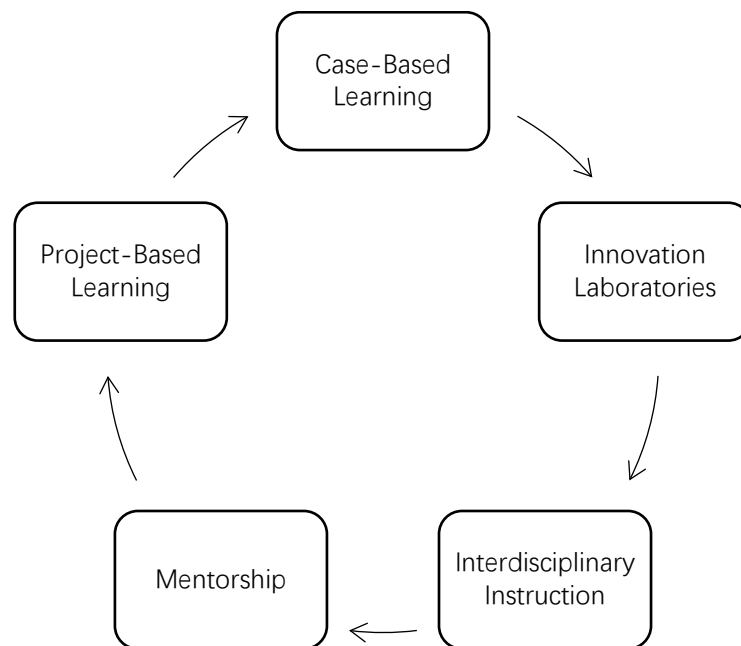 Case-Based
Learning
Project-Based
Learning
Innovation
Laboratories
Mentorship
Interdisciplinary
Instruction